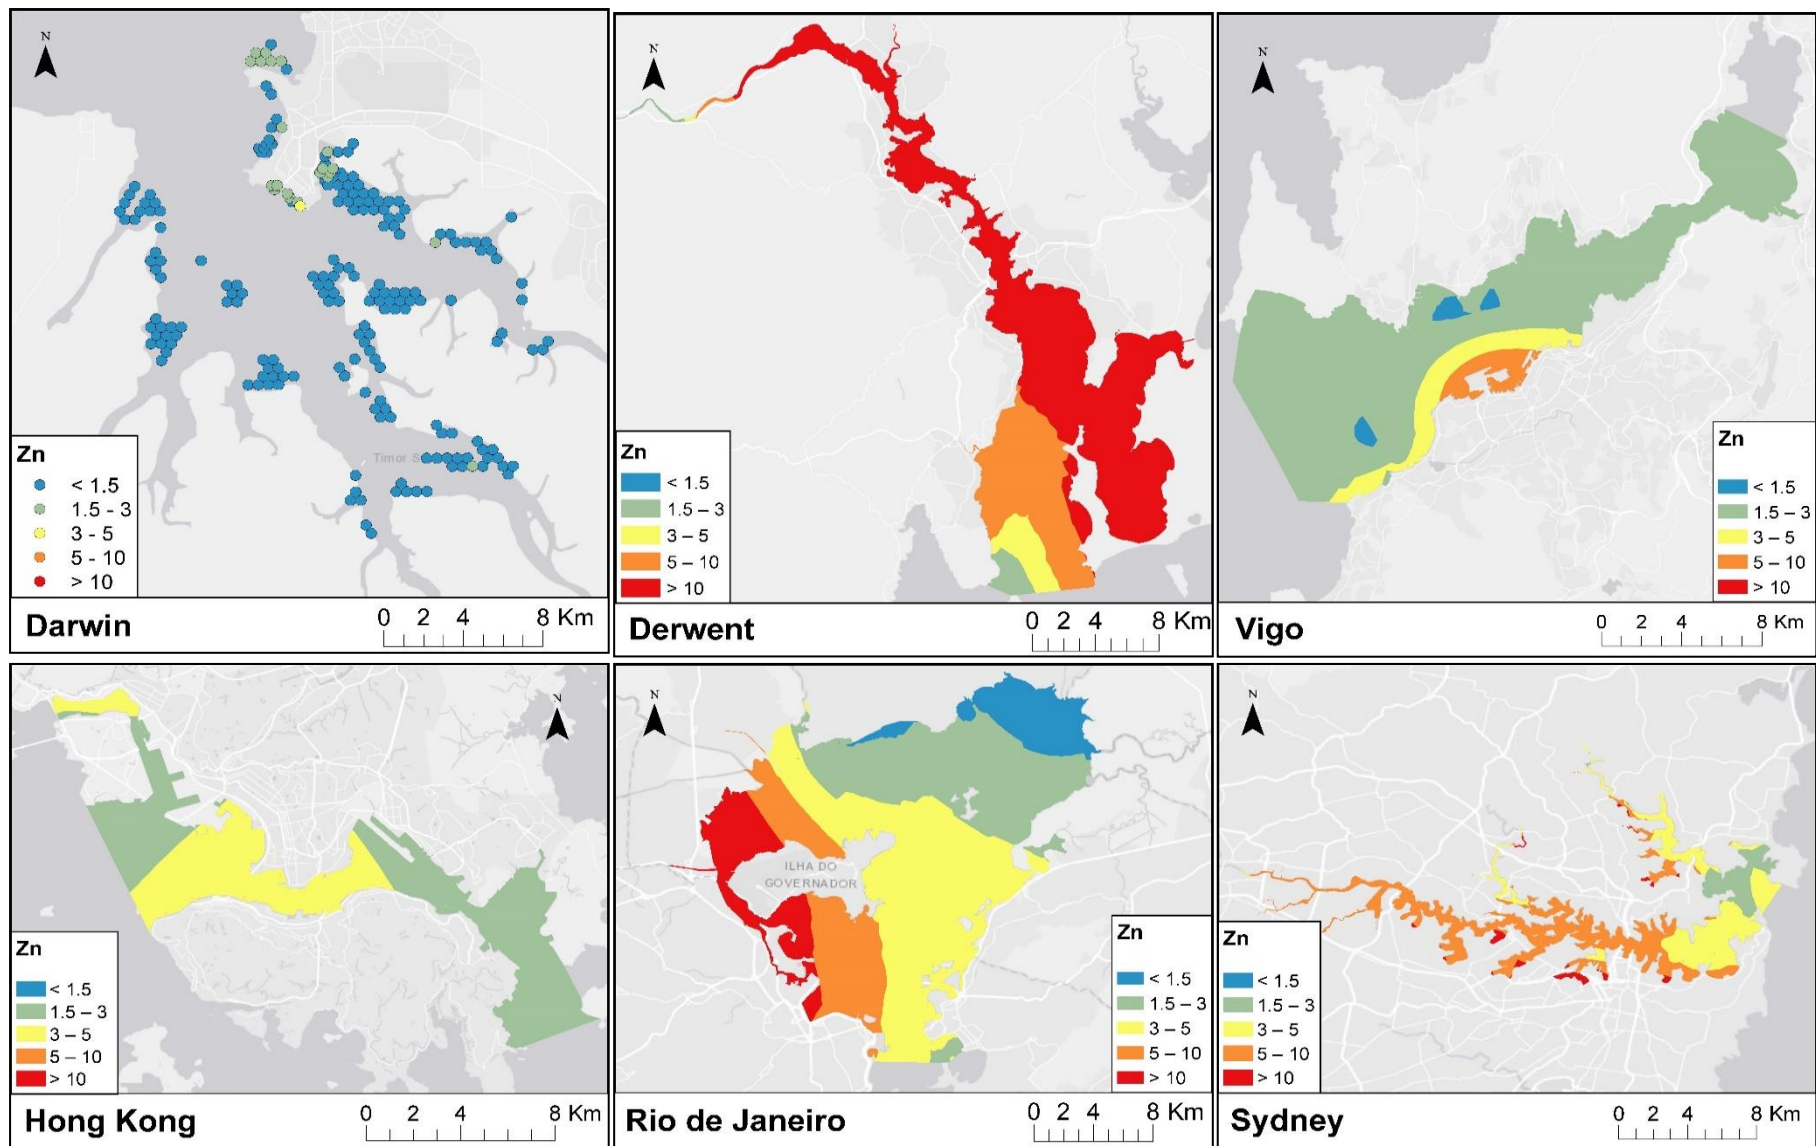 N
Timor S
Zn
< 1.5
1.5 – 3
3 - 5
5 - 10
> 10
Darwin
0 2 4 8 Km
N
Zn
< 1.5
1.5 – 3
3 – 5
5 – 10
> 10
Derwent
0 2 4 8 Km
N
Zn
< 1.5
1.5 – 3
3 – 5
5 – 10
> 10
Vigo
0 2 4 8 Km
N
Zn
< 1.5
1.5 – 3
3 – 5
5 – 10
> 10
Hong Kong
0 2 4 8 Km
N
ILHA DO
GOVERNADOR
Zn
< 1.5
1.5 – 3
3 – 5
5 – 10
> 10
Rio de Janeiro
0 2 4 8 Km
N
Zn
< 1.5
1.5 – 3
3 – 5
5 – 10
> 10
Sydney
0 2 4 8 Km